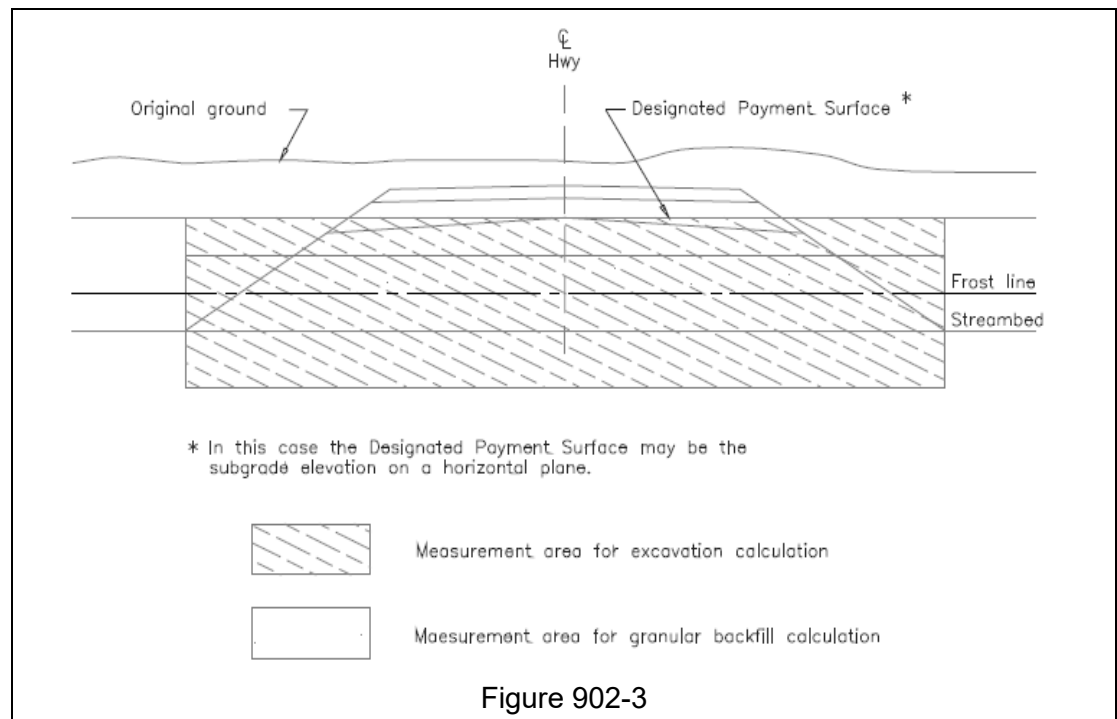 ℄
Hwy
Original ground
Designated Payment Surface *
Frost line
Streambed
* In this case the Designated Payment Surface may be the
subgrade elevation on a horizontal plane.
Measurement area for excavation calculation
Maesurement area for granular backfill calculation
Figure 902-3